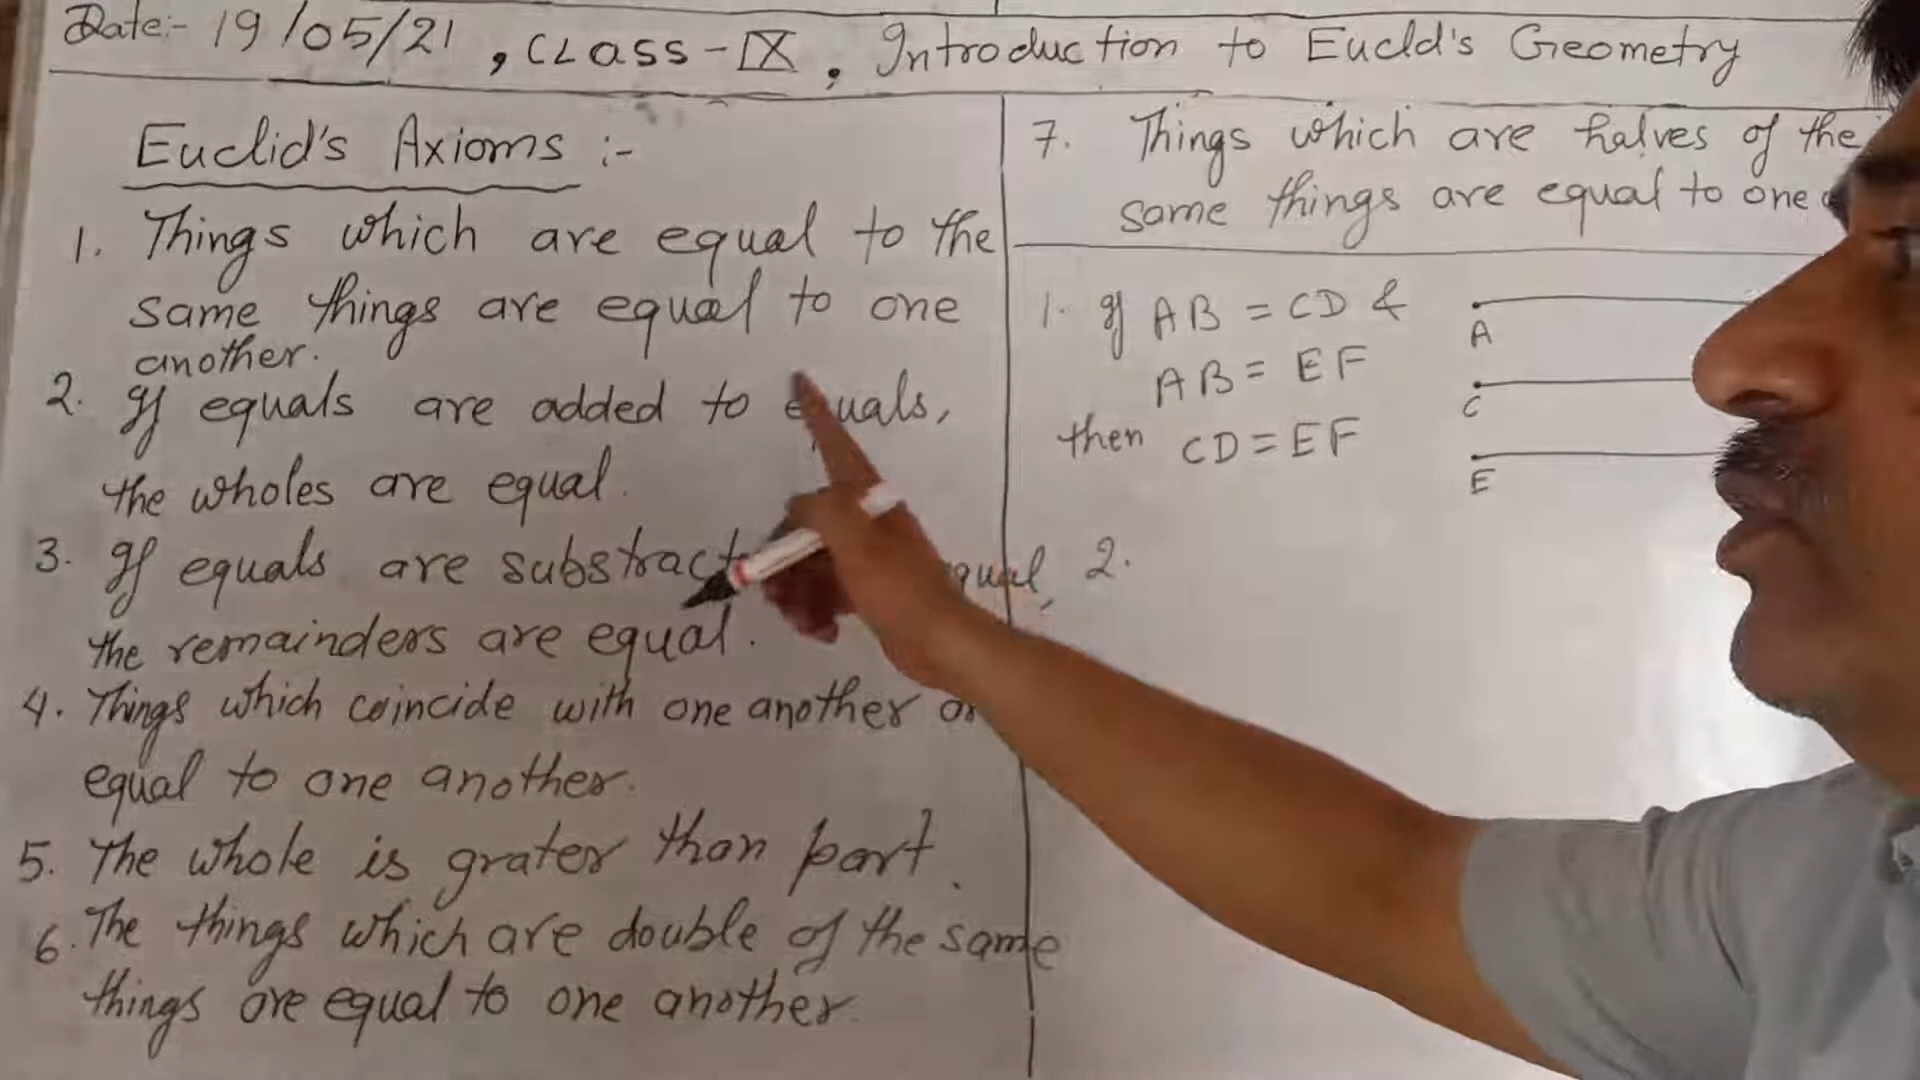 Date:- 19/05/21, CLASS-IX, Introduction to Eucld's Geometry
Euclid's Axioms :-
1. Things which are equal to the
same things are equal to one
another.
2. If equals are added to equals,
the wholes are equal.
3. If equals are equal,
the remainders are equal.
4. Things which coincide with one another
equal to one another.
5. The whole is grater than part.
6. The things which are double of the same
things are equal to one another.
7. Things which are halves of the
same things are equal to one
1. If AB = CD &
AB = EF
then CD = EF
A
C
E
2.